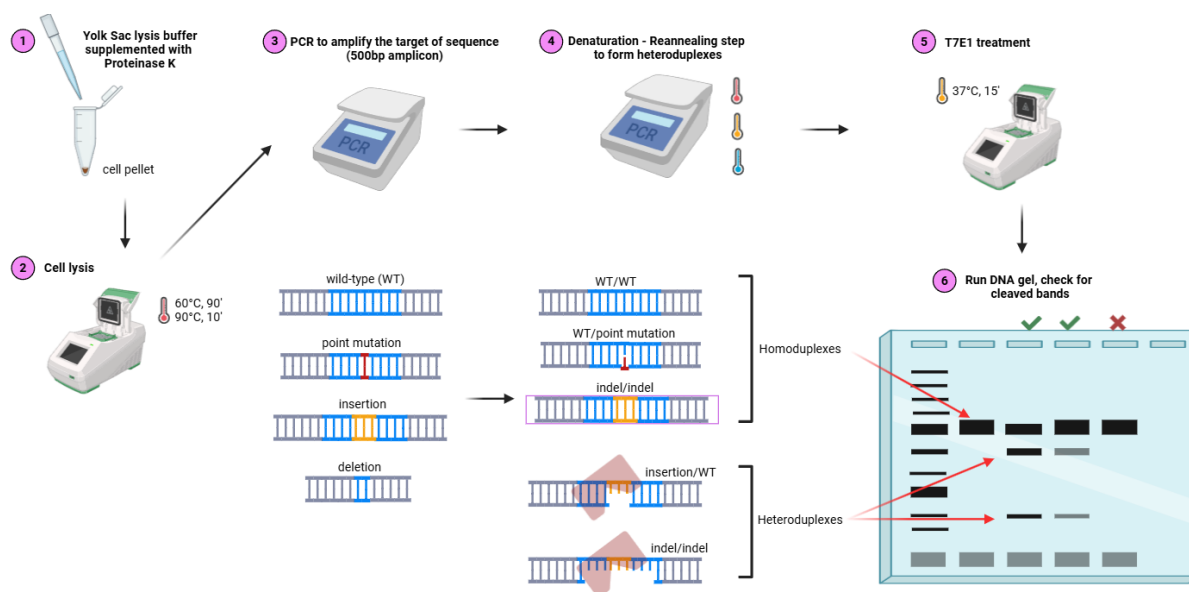 1
Yolk Sac lysis buffer
supplemented with
Proteinase K
cell pellet
2
Cell lysis
60°C, 90'
90°C, 10'
3
PCR to amplify the target of sequence
(500bp amplicon)
PCR
4
Denaturation - Reannealing step
to form heteroduplexes
PCR
5
T7E1 treatment
37°C, 15'
6
Run DNA gel, check for
cleaved bands
wild-type (WT)
point mutation
insertion
deletion
WT/WT
WT/point mutation
indel/indel
Homoduplexes
insertion/WT
indel/indel
Heteroduplexes